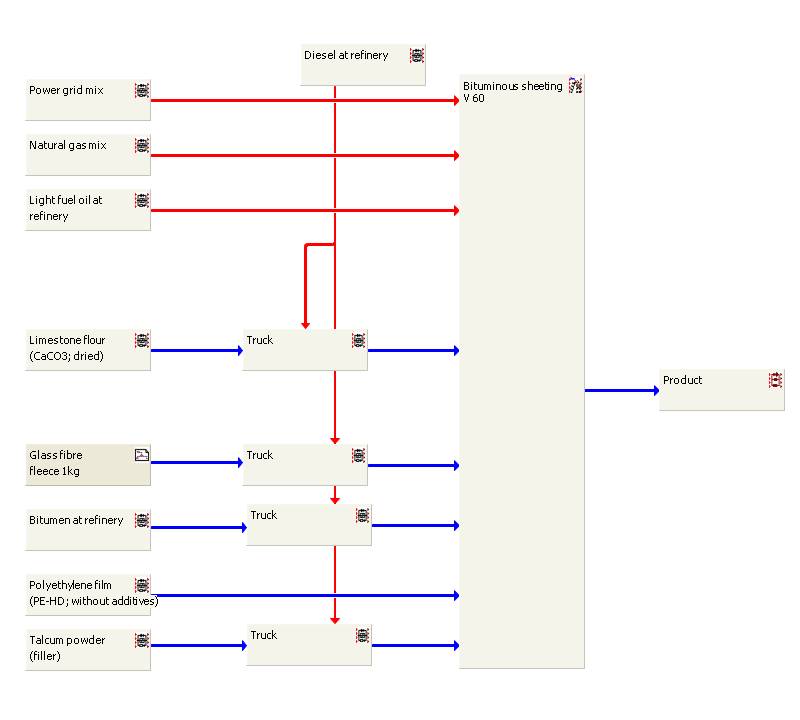 Diesel at refinery
Power grid mix
Bituminous sheeting
V 60
Natural gas mix
Light fuel oil at
refinery
Limestone flour
(CaCO3; dried)
Truck
Product
Glass fibre
fleece 1kg
Truck
Bitumen at refinery
Truck
Polyethylene film
(PE-HD; without additives)
Talcum powder
(filler)
Truck